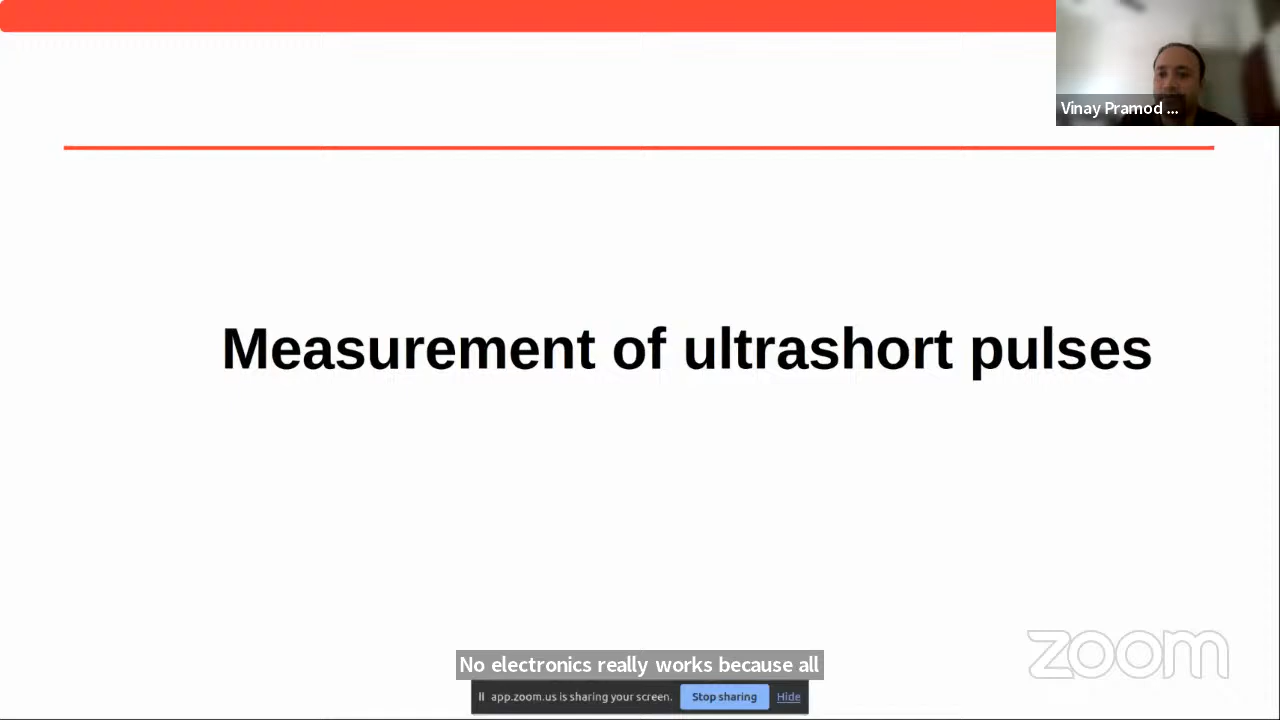 Vinay Pramod ...
Measurement of ultrashort pulses
zoom
No electronics really works because all
app.zoom.us is sharing your screen. Stop sharing Hide